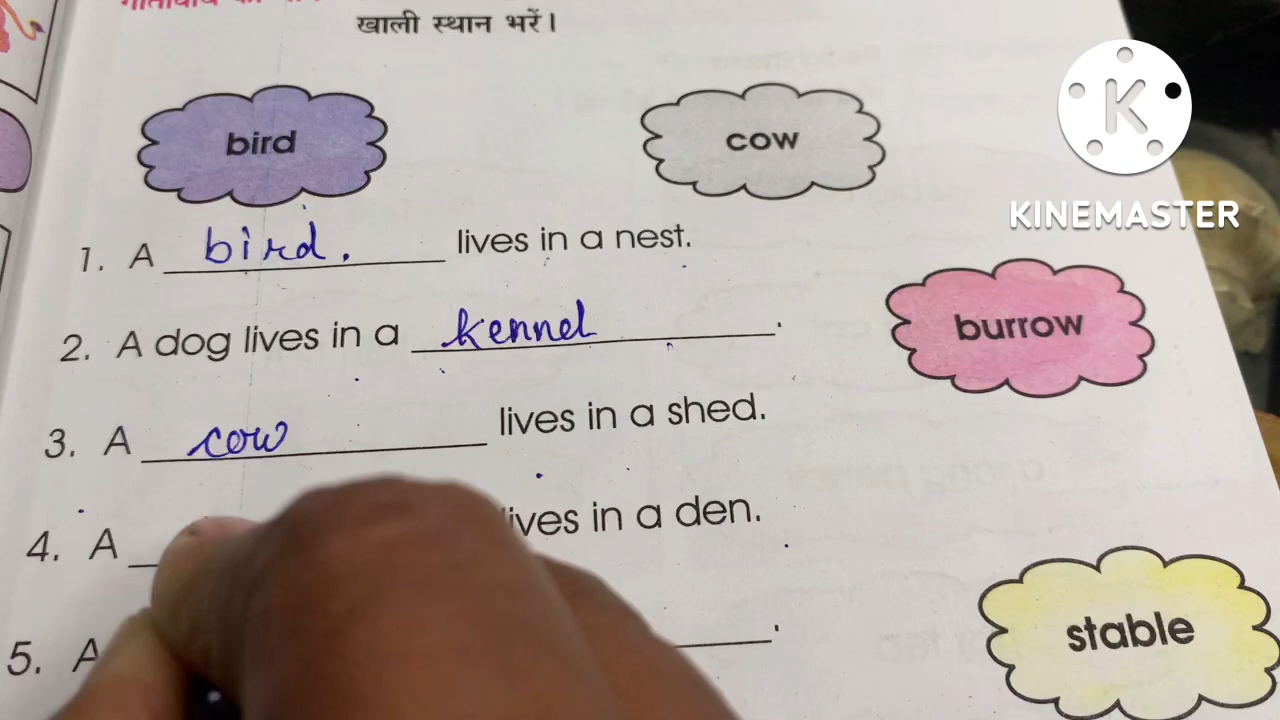 खाली स्थान भरें।
bird
cow
K
KINEMASTER
1. A bird. lives in a nest.
burrow
2. A dog lives in a kennel.
3. A cow lives in a shed.
4. A lives in a den.
stable
5. A .